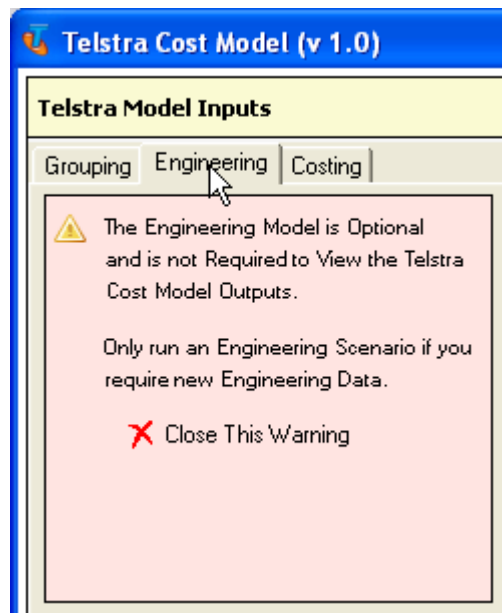 Telstra Cost Model (v 1.0)
Telstra Model Inputs
Grouping Engineering Costing
The Engineering Model is Optional
and is not Required to View the Telstra
Cost Model Outputs.
Only run an Engineering Scenario if you
require new Engineering Data.
Close This Warning